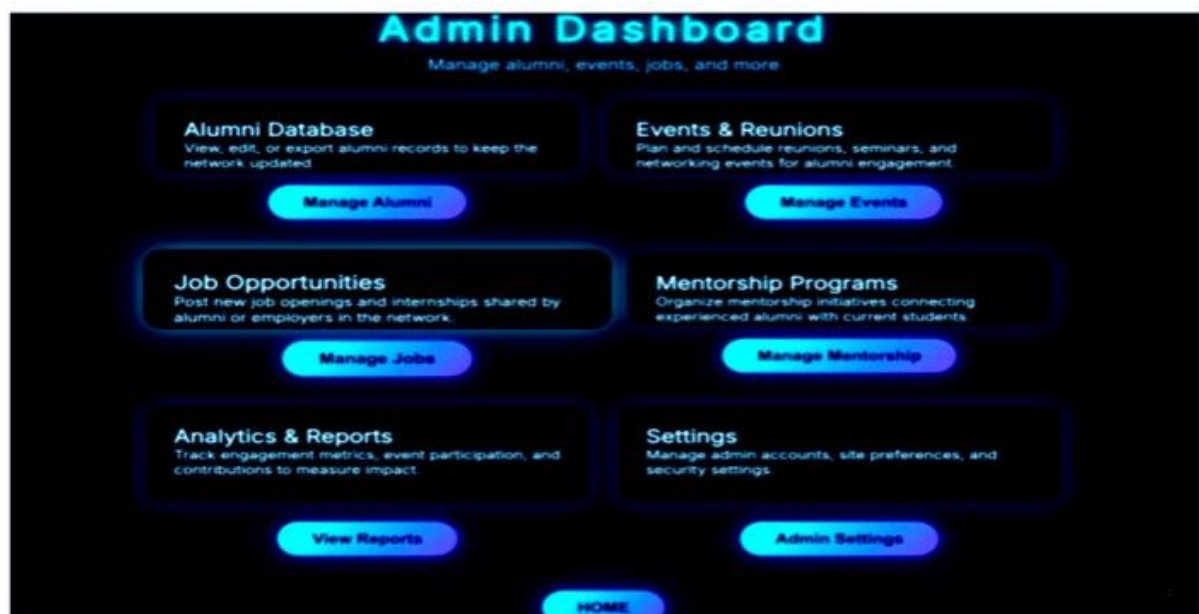 Admin Dashboard
Manage alumni, events, jobs, and more
Alumni Database
View, edit, or export alumni records to keep the
network updated.
Manage Alumni
Events & Reunions
Plan and schedule reunions, seminars, and
networking events for alumni engagement.
Manage Events
Job Opportunities
Post new job openings and internships shared by
alumni or employers in the network.
Manage Jobs
Mentorship Programs
Organize mentorship initiatives connecting
experienced alumni with current students.
Manage Mentorship
Analytics & Reports
Track engagement metrics, event participation, and
contributions to measure impact.
View Reports
Settings
Manage admin accounts, site preferences, and
security settings.
Admin Settings
HOME